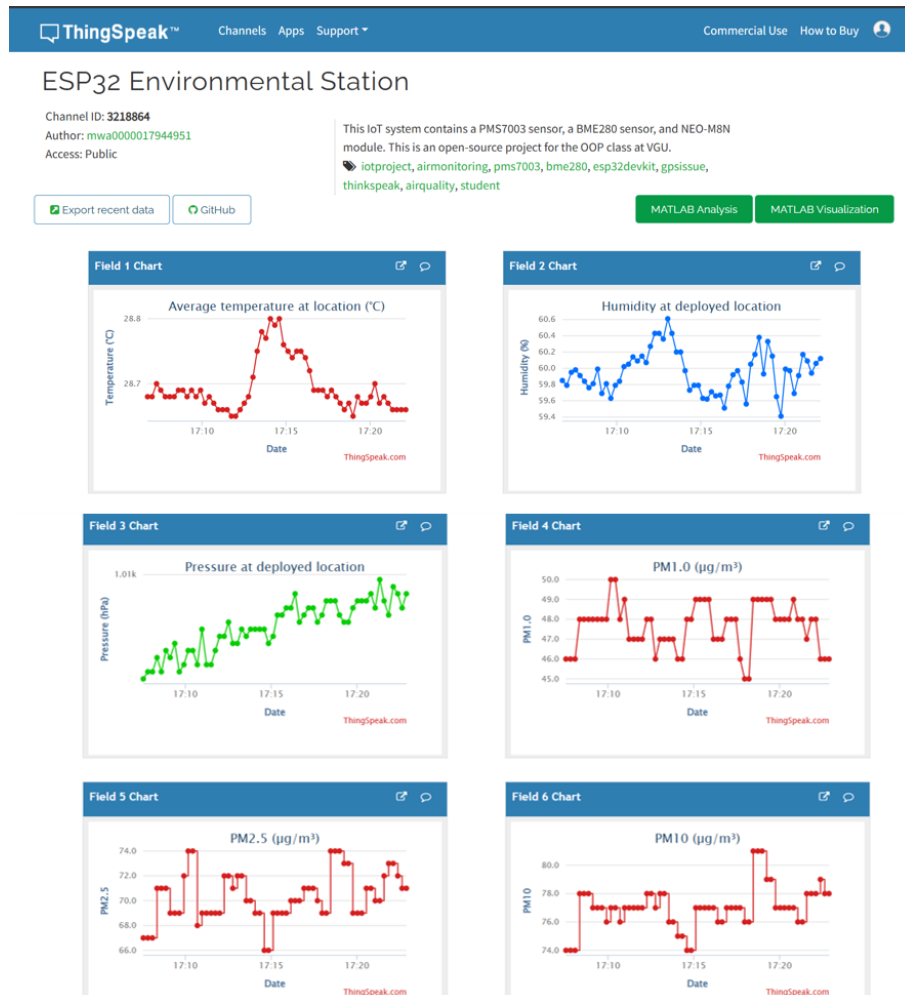 ThingSpeak™ Channels Apps Support Commercial Use How to Buy
ESP32 Environmental Station
Channel ID: 3218864
Author: mwa0000017944951
Access: Public
This IoT system contains a PMS7003 sensor, a BME280 sensor, and NEO-M8N
module. This is an open-source project for the OOP class at VGU.
iotproject, airmonitoring, pms7003, bme280, esp32devkit, gpsissue,
thinkspeak, airquality, student
Export recent data GitHub MATLAB Analysis MATLAB Visualization
Field 1 Chart
Average temperature at location (°C)
28.8
28.7
Temperature (°C)
17:10 17:15 17:20
Date
ThingSpeak.com
Field 2 Chart
Humidity at deployed location
60.6
60.4
60.2
60.0
59.8
59.6
59.4
Humidity (%)
17:10 17:15 17:20
Date
ThingSpeak.com
Field 3 Chart
Pressure at deployed location
1.01k
Pressure (hPa)
17:10 17:15 17:20
Date
ThingSpeak.com
Field 4 Chart
PM1.0 (µg/m³)
50.0
49.0
48.0
47.0
46.0
45.0
PM1.0
17:10 17:15 17:20
Date
ThingSpeak.com
Field 5 Chart
PM2.5 (µg/m³)
74.0
72.0
70.0
68.0
66.0
PM2.5
17:10 17:15 17:20
Date
ThingSpeak.com
Field 6 Chart
PM10 (µg/m³)
80.0
78.0
76.0
74.0
PM10
17:10 17:15 17:20
Date
ThingSpeak.com